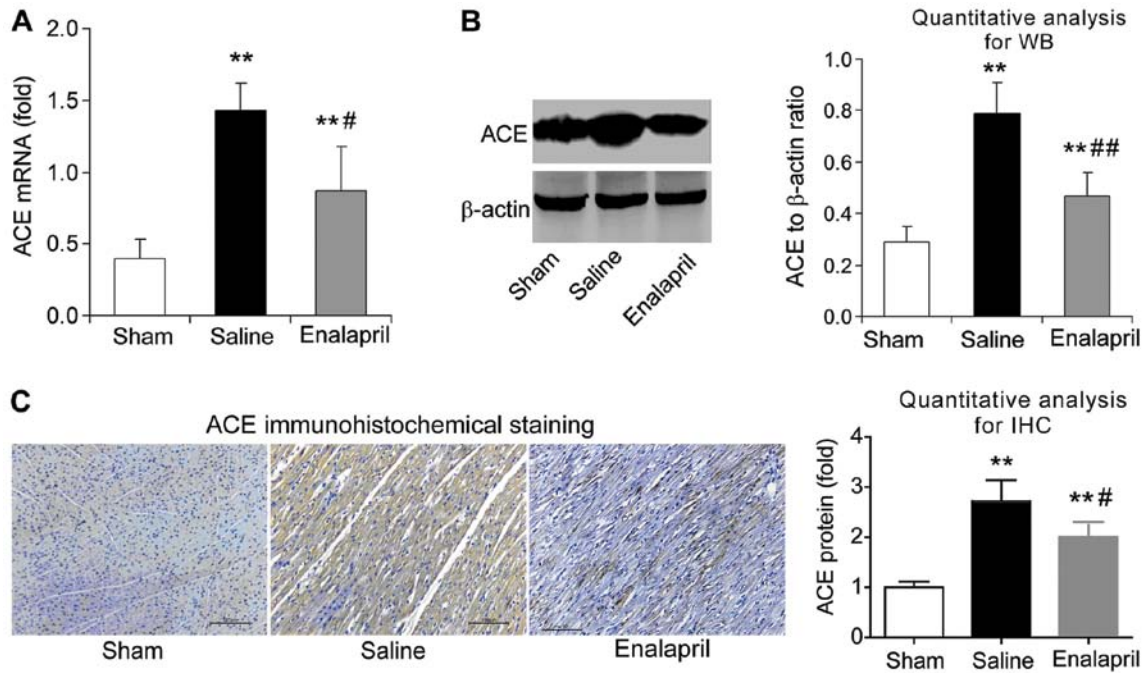 A
2.0
1.5
1.0
0.5
0.0
ACE mRNA (fold)
**
**#
Sham
Saline
Enalapril
B
ACE
β-actin
Sham
Saline
Enalapril
Quantitative analysis
for WB
1.0
0.8
0.6
0.4
0.2
0.0
ACE to β-actin ratio
**
**##
Sham
Saline
Enalapril
C
ACE immunohistochemical staining
Sham
Saline
Enalapril
Quantitative analysis
for IHC
4
3
2
1
0
ACE protein (fold)
**
**#
Sham
Saline
Enalapril